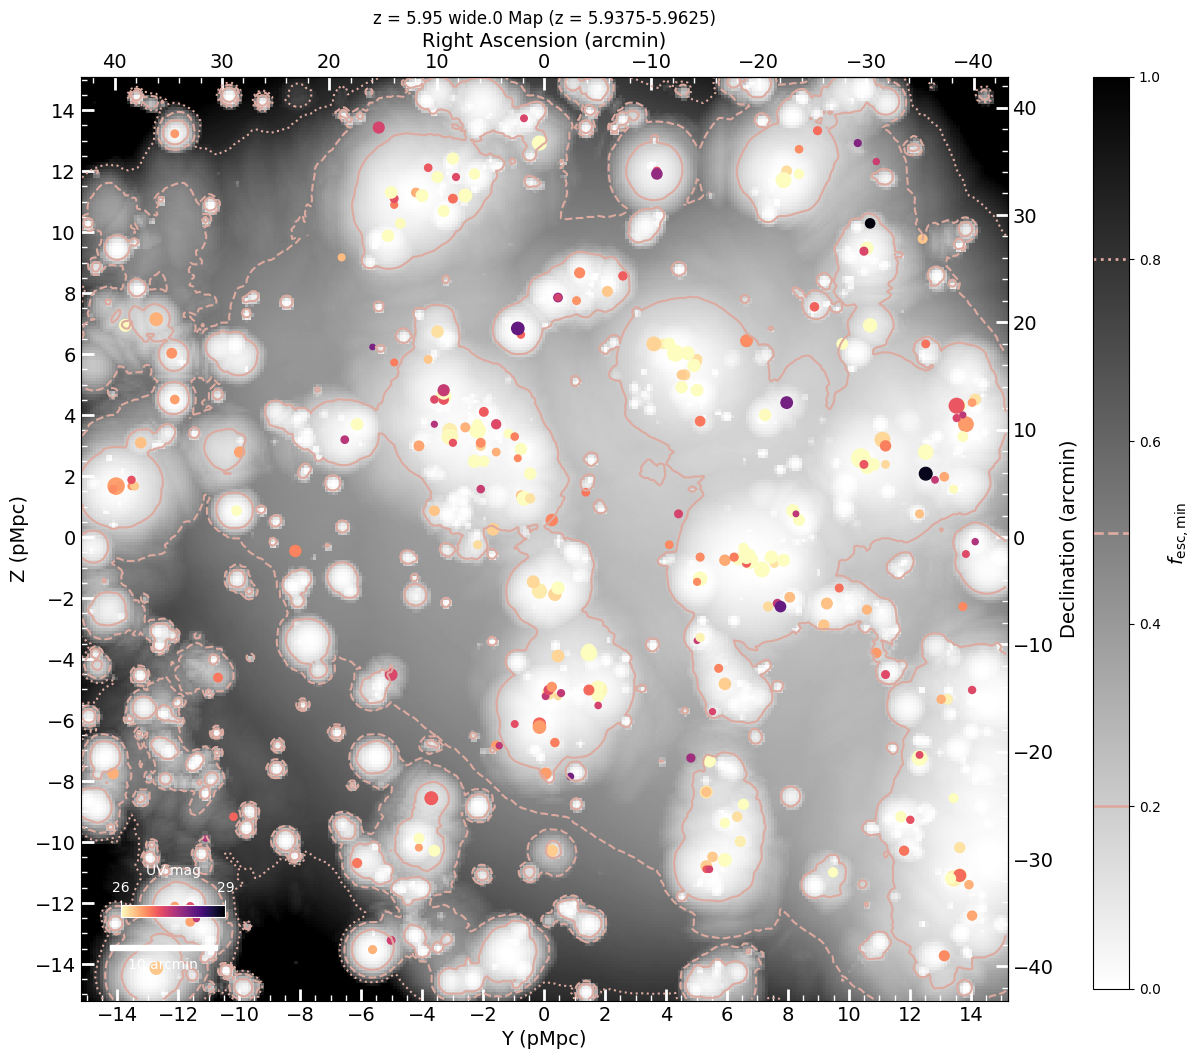 z = 5.95 wide.0 Map (z = 5.9375-5.9625)
Right Ascension (arcmin)
40 30 20 10 0 −10 −20 −30 −40
14 12 10 8 6 4 2 0 −2 −4 −6 −8 −10 −12 −14
Z (pMpc)
40 30 20 10 0 −10 −20 −30 −40
Declination (arcmin)
UV mag
26 29
10 arcmin
−14 −12 −10 −8 −6 −4 −2 0 2 4 6 8 10 12 14
Y (pMpc)
1.0 0.8 0.6 0.4 0.2 0.0
fesc,min